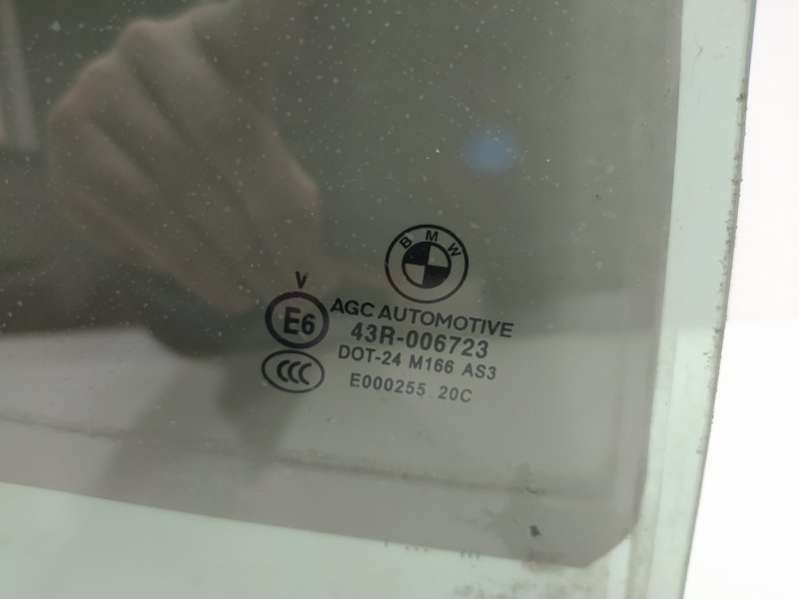 BMW
V
AGC AUTOMOTIVE
E6
43R-006723
DOT-24 M166 AS3
CCC
E000255 20C